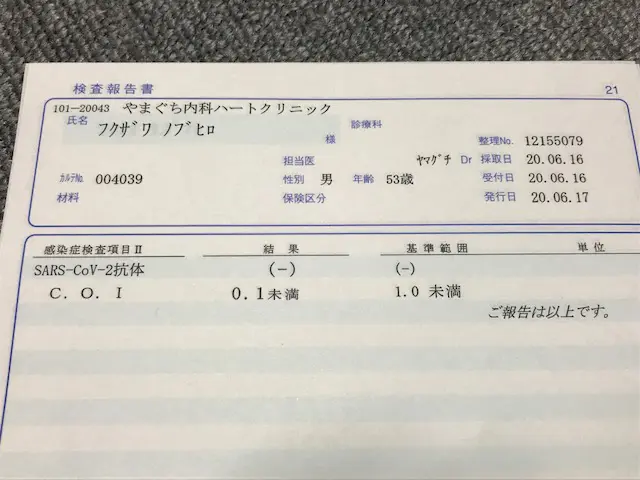 検査報告書 21
101-20043 やまぐち内科ハートクリニック
氏名 フクザワ ノブヒロ 様 診療科
整理No. 12155079
担当医 ヤマグチ Dr 採取日 20.06.16
カルテNo. 004039 性別 男 年齢 53歳 受付日 20.06.16
材料 保険区分 発行日 20.06.17
感染症検査項目Ⅱ 結果 基準範囲 単位
SARS-CoV-2抗体 (-) (-)
C.O.I 0.1未満 1.0 未満
ご報告は以上です。